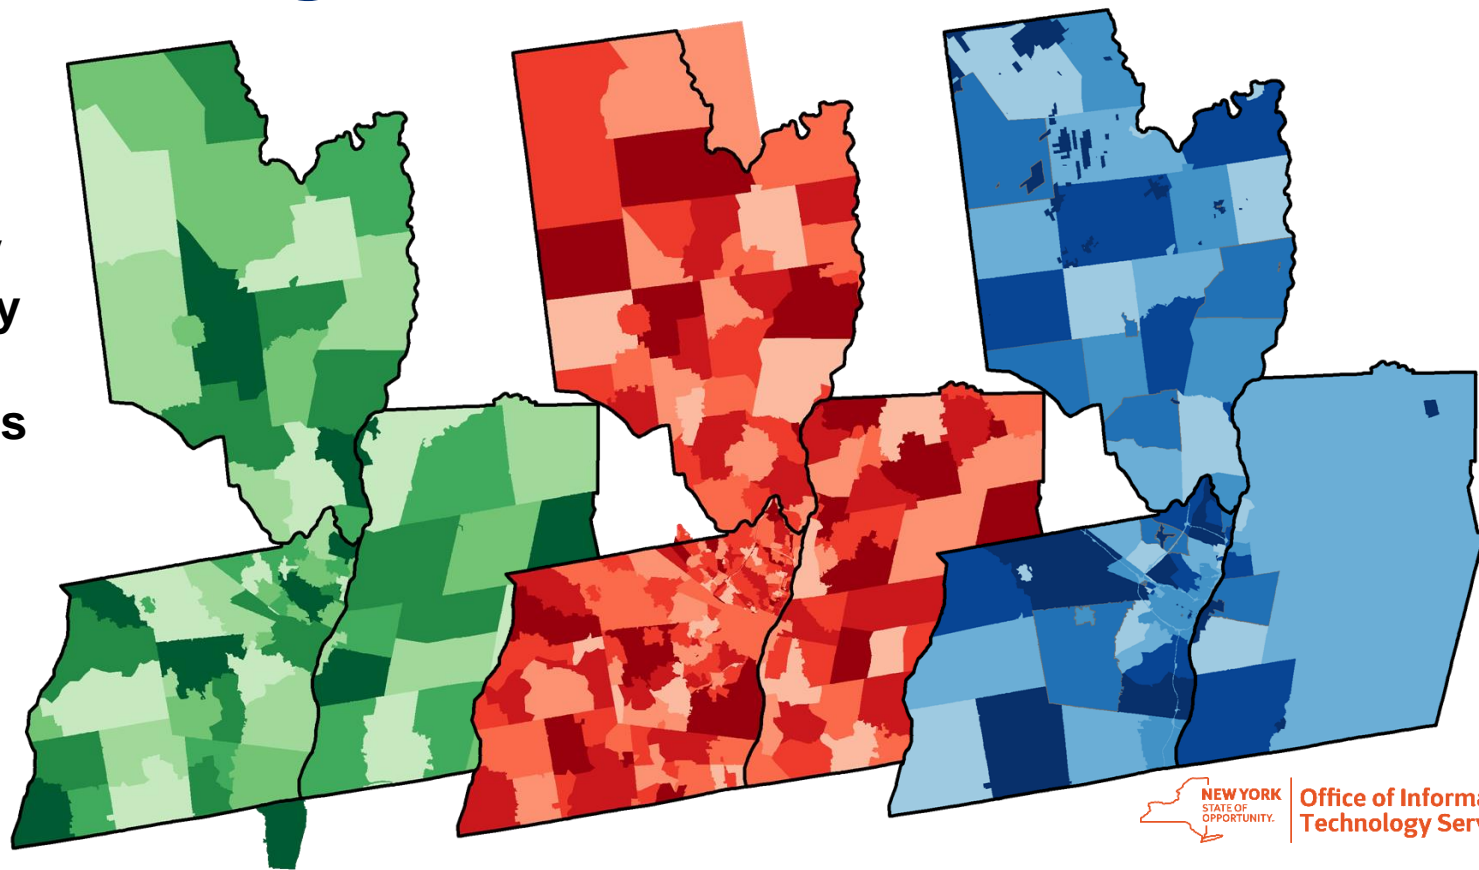 y
s
NEW YORK
STATE OF
OPPORTUNITY.
Office of Informa
Technology Serv